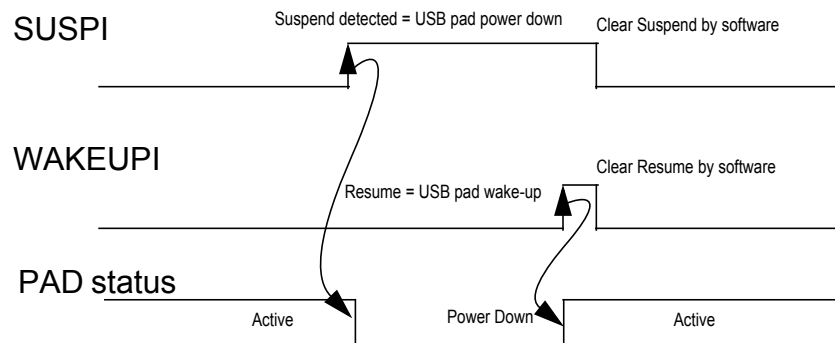 SUSPI
Suspend detected = USB pad power down
Clear Suspend by software
WAKEUPI
Resume = USB pad wake-up
Clear Resume by software
PAD status
Active
Power Down
Active